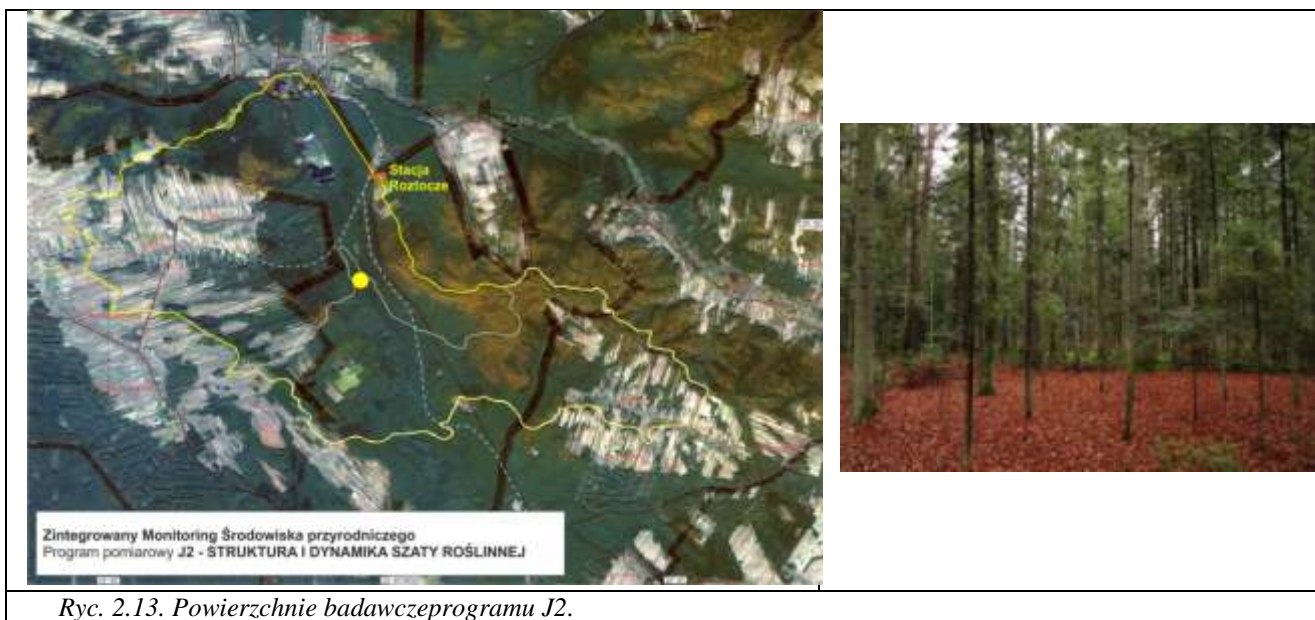 Stacja
Roztocze
Zintegrowany Monitoring Środowiska przyrodniczego
Program pomiarowy J2 - STRUKTURA I DYNAMIKA SZATY ROŚLINNEJ
Ryc. 2.13. Powierzchnie badawczeprogramu J2.